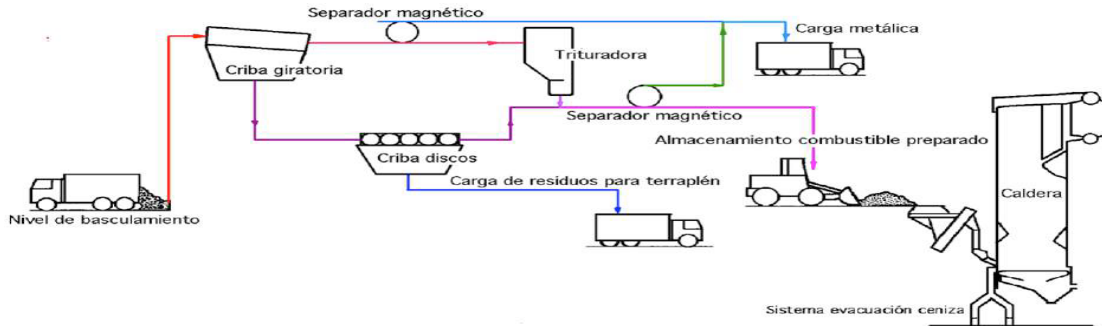 Separador magnético
Carga metálica
Criba giratoria
Trituradora
Separador magnético
Almacenamiento combustible preparado
Criba discos
Carga de residuos para terraplén
Caldera
Nivel de basculamiento
Sistema evacuación ceniza